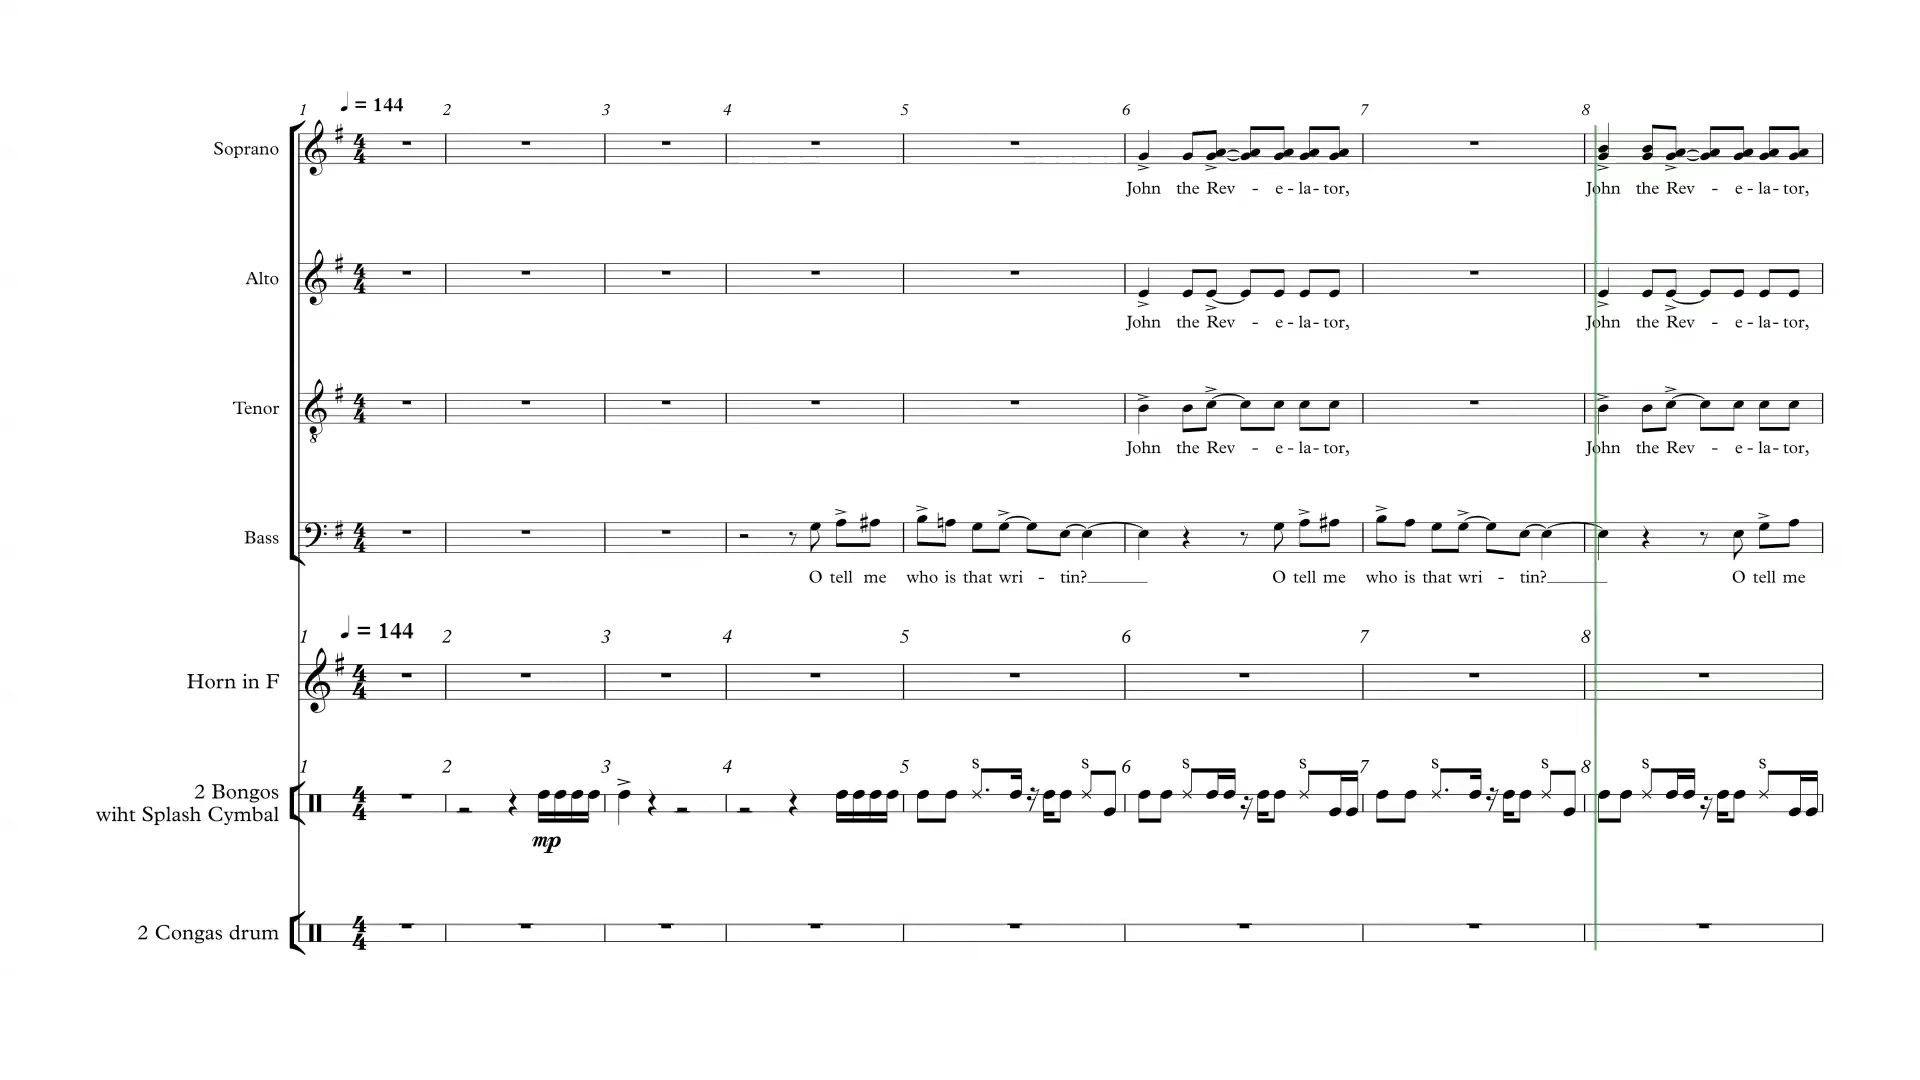 1 ♩ = 144 2 3 4 5 6 7 8
Soprano
John the Rev - e - la - tor, John the Rev - e - la - tor,
Alto
John the Rev - e - la - tor, John the Rev - e - la - tor,
Tenor
John the Rev - e - la - tor, John the Rev - e - la - tor,
Bass
O tell me who is that wri - tin? O tell me who is that wri - tin? O tell me
1 ♩ = 144 2 3 4 5 6 7 8
Horn in F
1 2 3 4 5 S S 6 S S 7 S S 8 S S
2 Bongos
wiht Splash Cymbal
mp
2 Congas drum